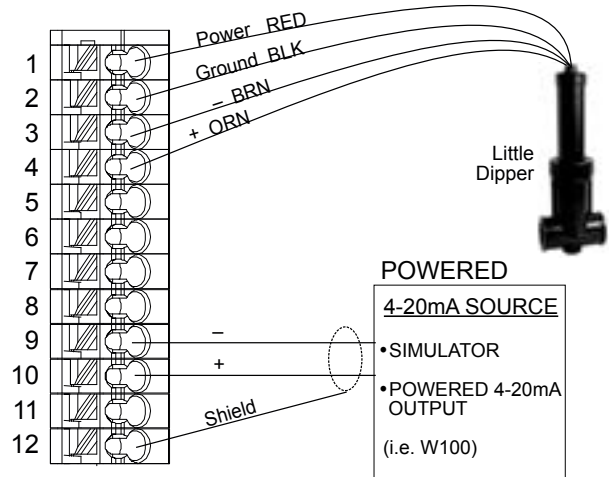 1
2
3
4
5
6
7
8
9
10
11
12
Power RED
Ground BLK
– BRN
+ ORN
Little
Dipper
POWERED
4-20mA SOURCE
•SIMULATOR
•POWERED 4-20mA
OUTPUT
(i.e. W100)
–
+
Shield